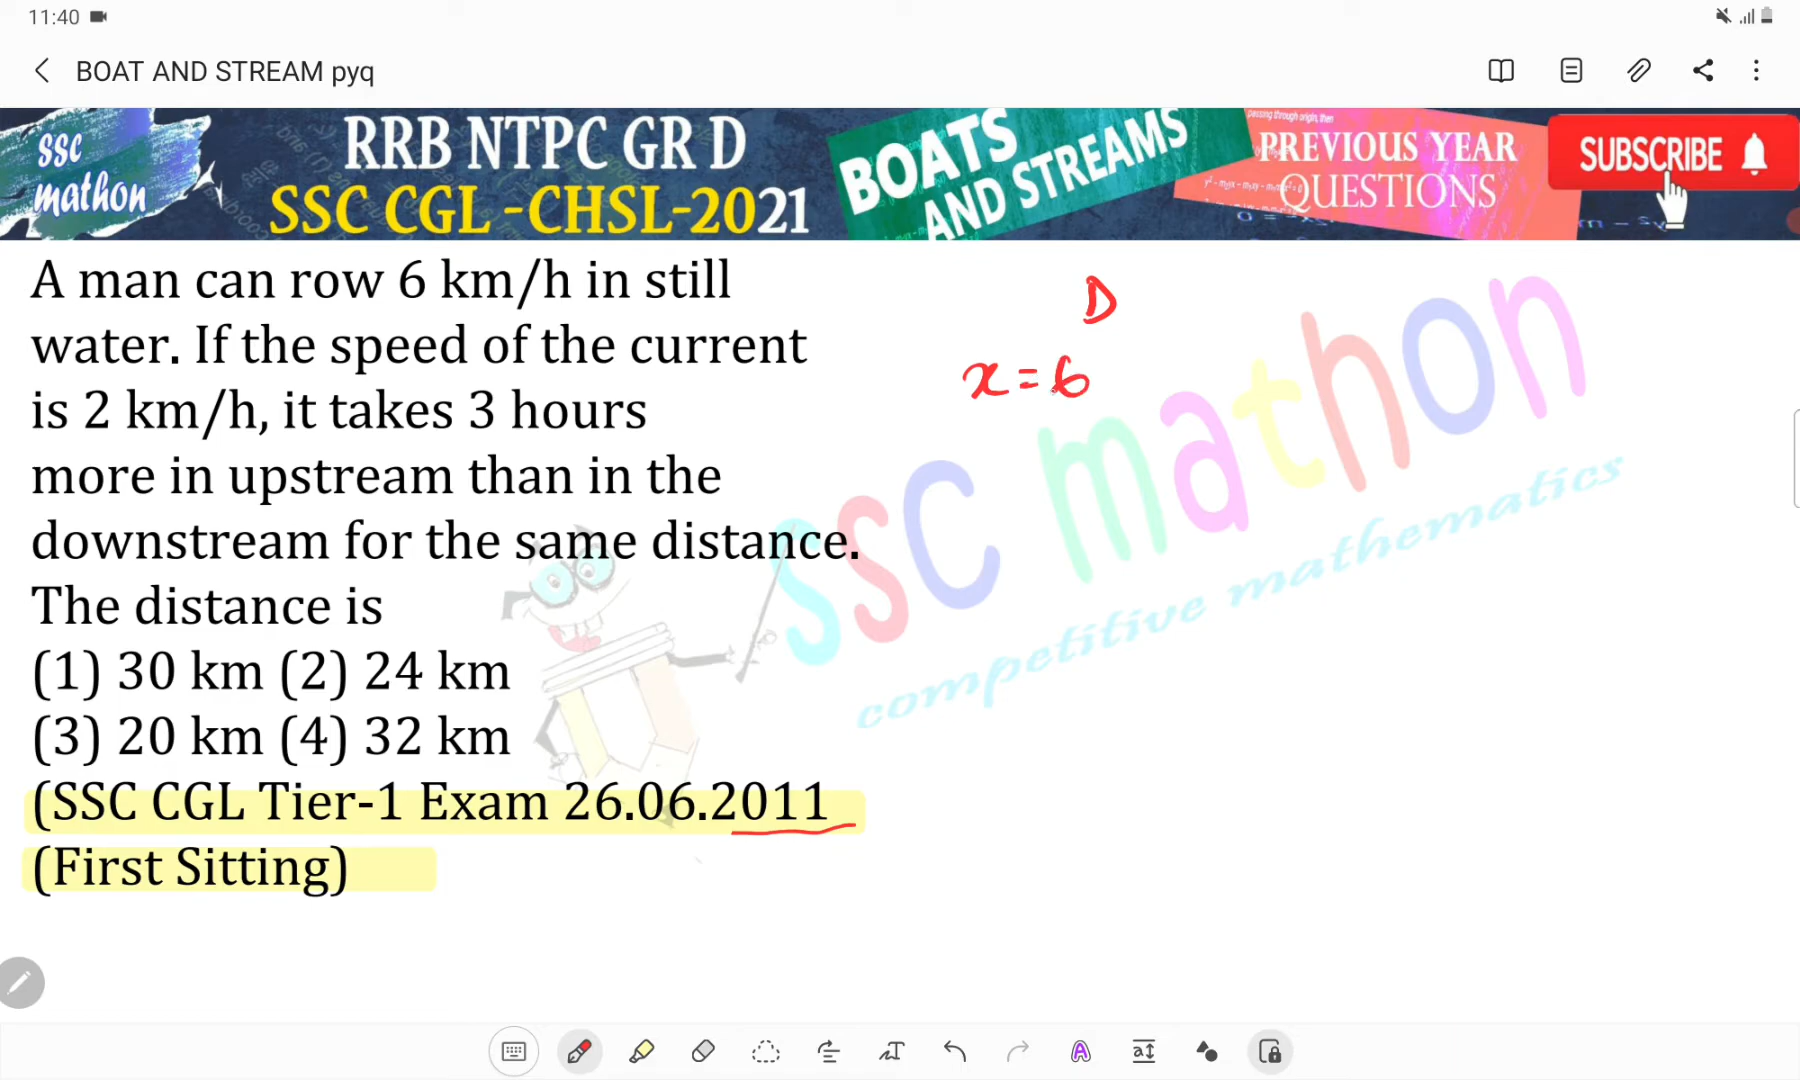 11:40
BOAT AND STREAM pyq
SSC
mathon
RRB NTPC GR D
SSC CGL -CHSL-2021
BOATS
AND STREAMS
passing through origin, then
PREVIOUS YEAR
QUESTIONS
SUBSCRIBE
A man can row 6 km/h in still
water. If the speed of the current
is 2 km/h, it takes 3 hours
more in upstream than in the
downstream for the same distance.
The distance is
(1) 30 km (2) 24 km
(3) 20 km (4) 32 km
(SSC CGL Tier-1 Exam 26.06.2011
(First Sitting)
D
x = 6
SSC mathon
competitive mathematics